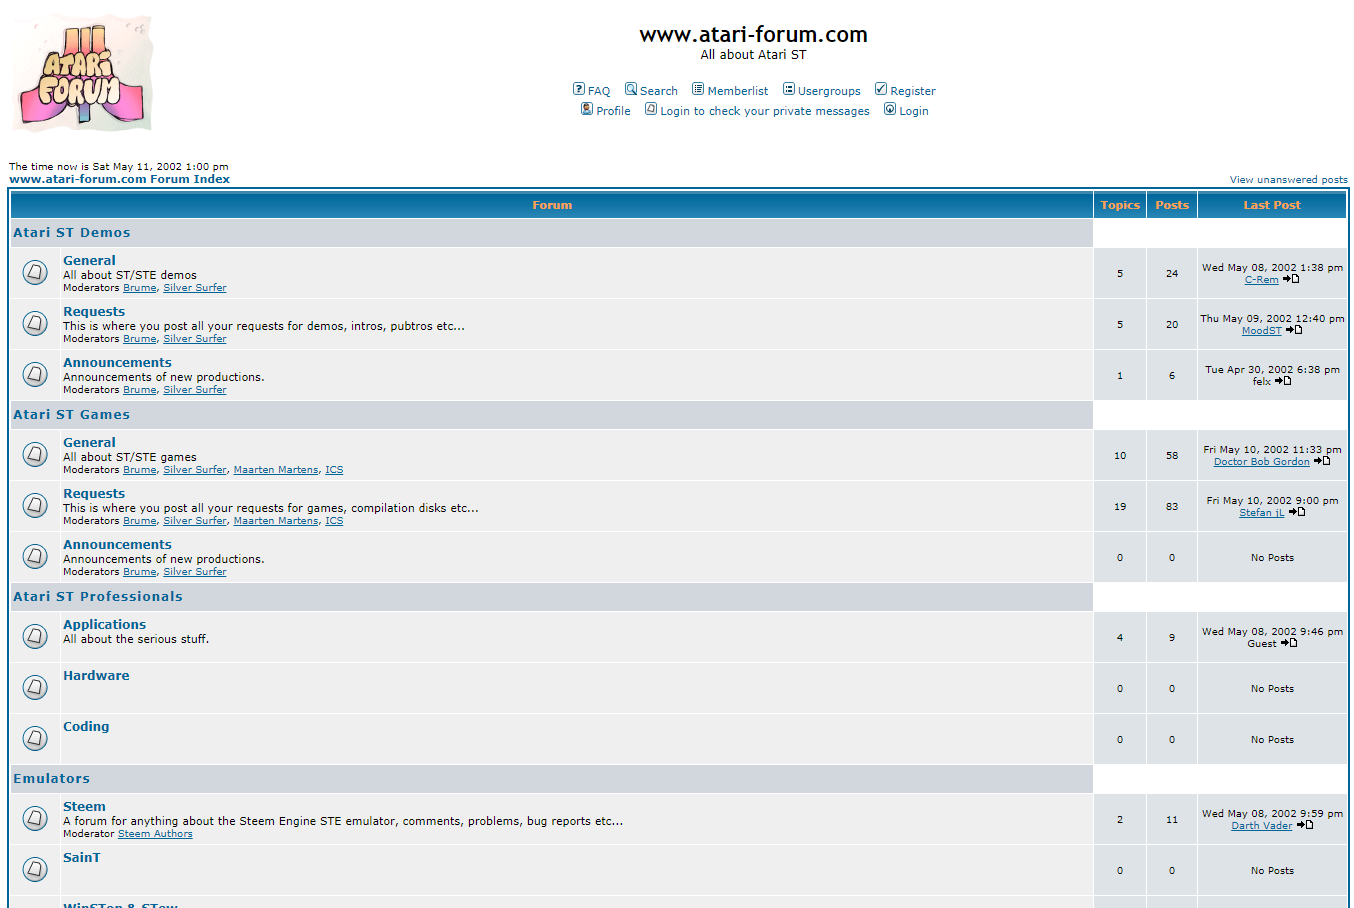 ATARI
FORUM
www.atari-forum.com
All about Atari ST
FAQ Search Memberlist Usergroups Register
Profile Login to check your private messages Login
The time now is Sat May 11, 2002 1:00 pm
www.atari-forum.com Forum Index
View unanswered posts
Forum Topics Posts Last Post
Atari ST Demos
General
All about ST/STE demos
Moderators Brume, Silver Surfer
5 24
Wed May 08, 2002 1:38 pm
C-Rem
Requests
This is where you post all your requests for demos, intros, pubtros etc...
Moderators Brume, Silver Surfer
5 20
Thu May 09, 2002 12:40 pm
MoodST
Announcements
Announcements of new productions.
Moderators Brume, Silver Surfer
1 6
Tue Apr 30, 2002 6:38 pm
felx
Atari ST Games
General
All about ST/STE games
Moderators Brume, Silver Surfer, Maarten Martens, ICS
10 58
Fri May 10, 2002 11:33 pm
Doctor Bob Gordon
Requests
This is where you post all your requests for games, compilation disks etc...
Moderators Brume, Silver Surfer, Maarten Martens, ICS
19 83
Fri May 10, 2002 9:00 pm
Stefan jL
Announcements
Announcements of new productions.
Moderators Brume, Silver Surfer
0 0 No Posts
Atari ST Professionals
Applications
All about the serious stuff.
4 9
Wed May 08, 2002 9:46 pm
Guest
Hardware
0 0 No Posts
Coding
0 0 No Posts
Emulators
Steem
A forum for anything about the Steem Engine STE emulator, comments, problems, bug reports etc...
Moderator Steem Authors
2 11
Wed May 08, 2002 9:59 pm
Darth Vader
SainT
0 0 No Posts
WinSTon & STew